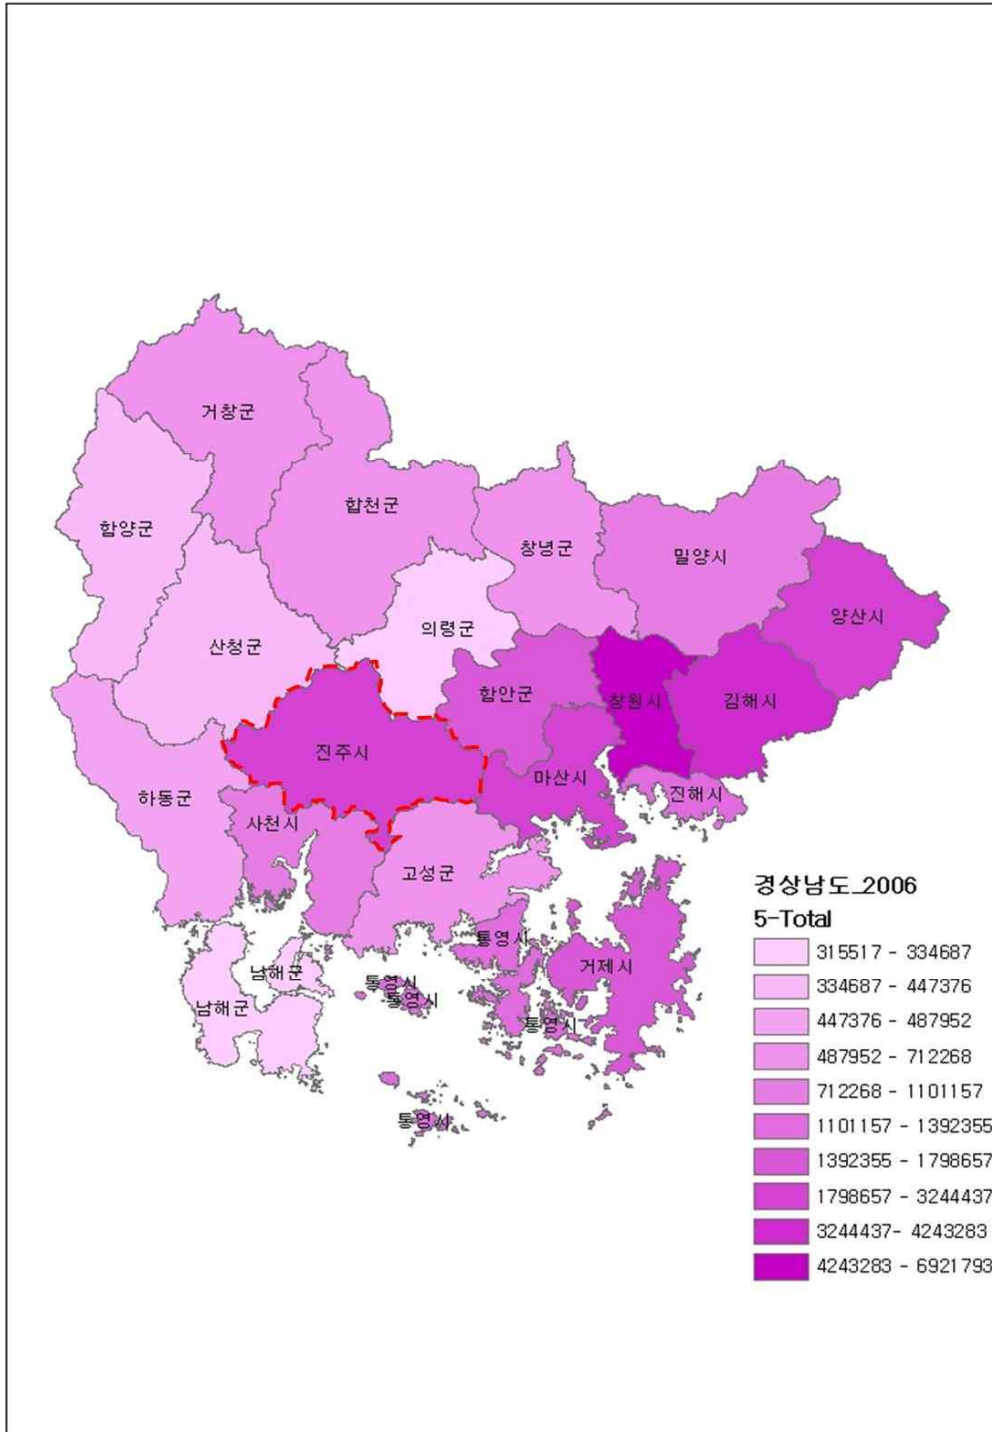 거창군
합천군
함양군
창녕군
밀양시
양산시
의령군
산청군
함안군
창원시
김해시
진주시
마산시
하동군
진해시
사천시
고성군
경상남도_2006
5-Total
315517 - 334687
334687 - 447376
447376 - 487952
487952 - 712268
712268 - 1101157
1101157 - 1392355
1392355 - 1798657
1798657 - 3244437
3244437- 4243283
4243283 - 6921793
통영시
거제시
남해군
통영시
통영시
남해군
통영시
통영시